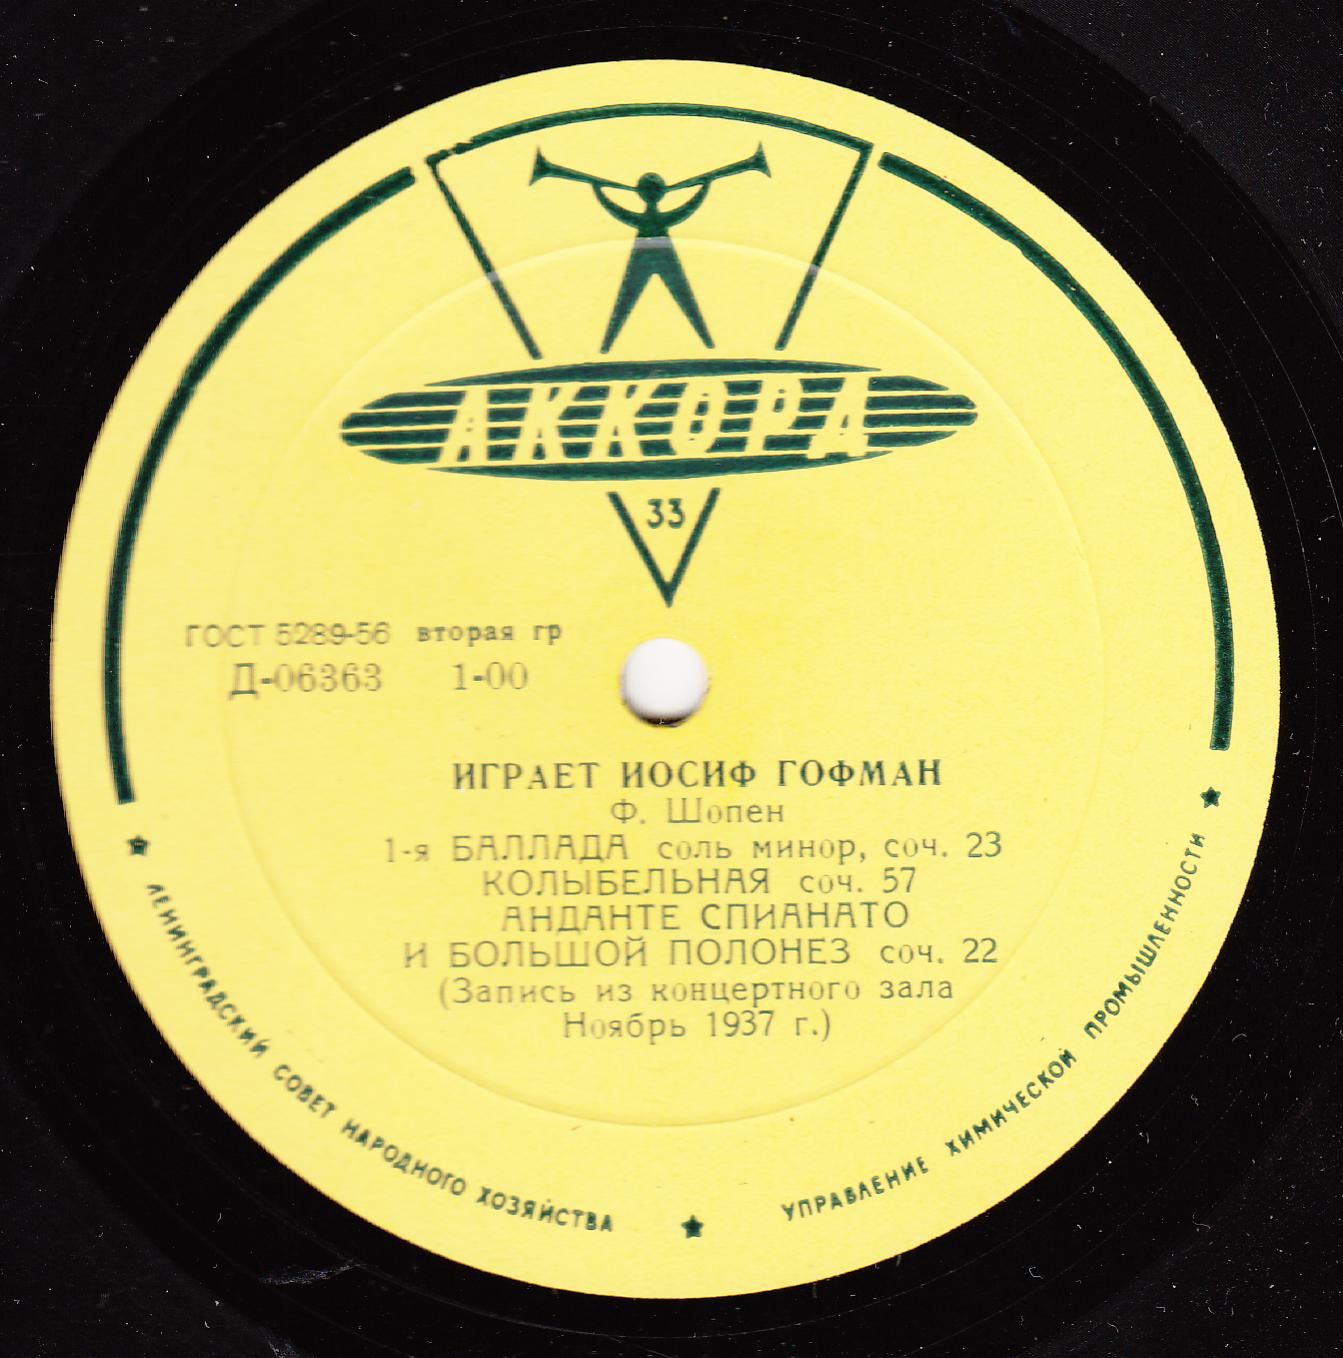 АККОРД
33
ГОСТ 5289-56 вторая гр
Д-06363 1-00
ИГРАЕТ ИОСИФ ГОФМАН
Ф. Шопен
1-я БАЛЛАДА соль минор, соч. 23
КОЛЫБЕЛЬНАЯ соч. 57
АНДАНТЕ СПИАНАТО
И БОЛЬШОЙ ПОЛОНЕЗ соч. 22
(Запись из концертного зала
Ноябрь 1937 г.)
ЛЕНИНГРАДСКИЙ СОВЕТ НАРОДНОГО ХОЗЯЙСТВА
УПРАВЛЕНИЕ ХИМИЧЕСКОЙ ПРОМЫШЛЕННОСТИ